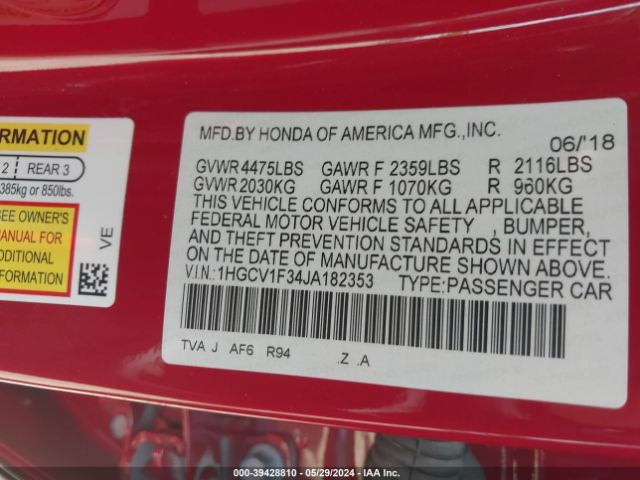 ORMATION
2 REAR 3
385kg or 850lbs.
SEE OWNER'S
MANUAL FOR
ADDITIONAL
INFORMATION
VE
MFD.BY HONDA OF AMERICA MFG.,INC.
06/'18
GVWR 4475LBS GAWR F 2359LBS R 2116LBS
GVWR 2030KG GAWR F 1070KG R 960KG
THIS VEHICLE CONFORMS TO ALL APPLICABLE
FEDERAL MOTOR VEHICLE SAFETY , BUMPER,
AND THEFT PREVENTION STANDARDS IN EFFECT
ON THE DATE OF MANUFACTURE SHOWN ABOVE.
V.I.N.:1HGCV1F34JA182353 TYPE:PASSENGER CAR
TVA J AF6 R94 .Z .A
000-39428810 - 05/29/2024 - IAA Inc.